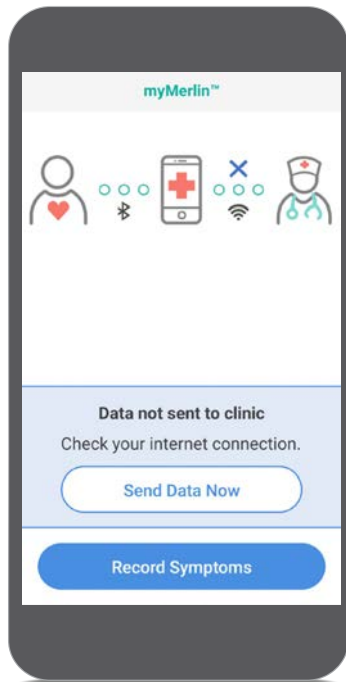 myMerlin™
Data not sent to clinic
Check your internet connection.
Send Data Now
Record Symptoms